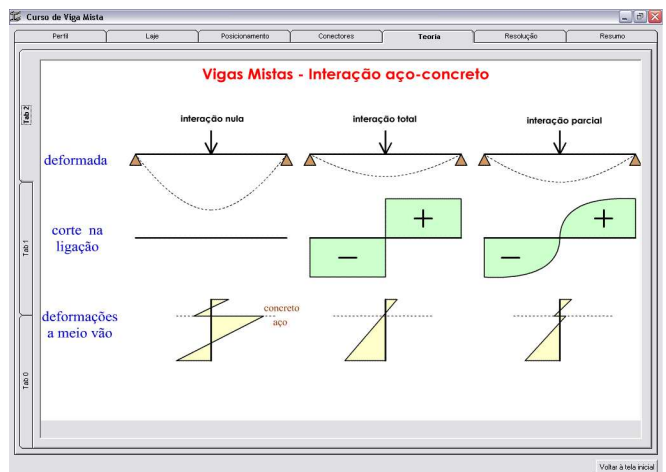 Curso de Viga Mista
Perfil
Laje
Posicionamento
Conectores
Teoria
Resolução
Resumo
Tab 2
Tab 1
Tab 0
Vigas Mistas - Interação aço-concreto
interação nula
interação total
interação parcial
deformada
corte na
ligação
+
−
+
−
deformações
a meio vão
concreto
aço
Voltar à tela inicial